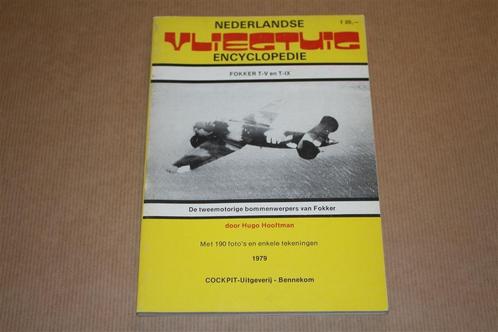 NEDERLANDSE
f 25,—
VLIEGTUIG
ENCYCLOPEDIE
FOKKER T-V en T-IX
De tweemotorige bommenwerpers van Fokker
door Hugo Hooftman
Met 190 foto's en enkele tekeningen
1979
COCKPIT-Uitgeverij - Bennekom